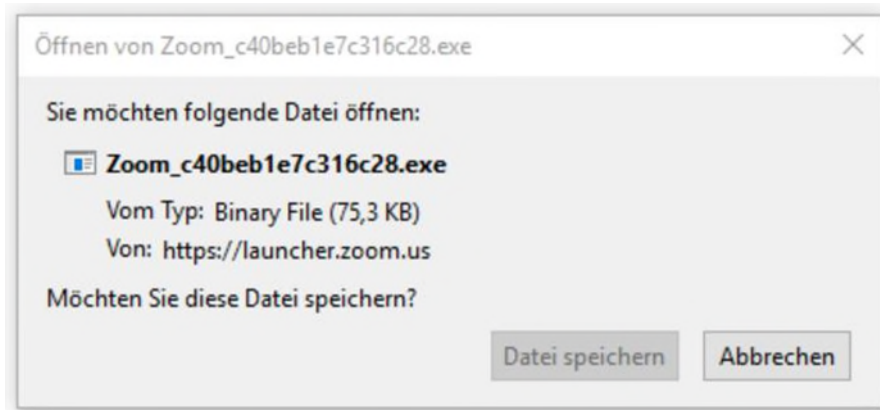 Öffnen von Zoom_c40beb1e7c316c28.exe
Sie möchten folgende Datei öffnen:
Zoom_c40beb1e7c316c28.exe
Vom Typ: Binary File (75,3 KB)
Von: https://launcher.zoom.us
Möchten Sie diese Datei speichern?
Datei speichern Abbrechen